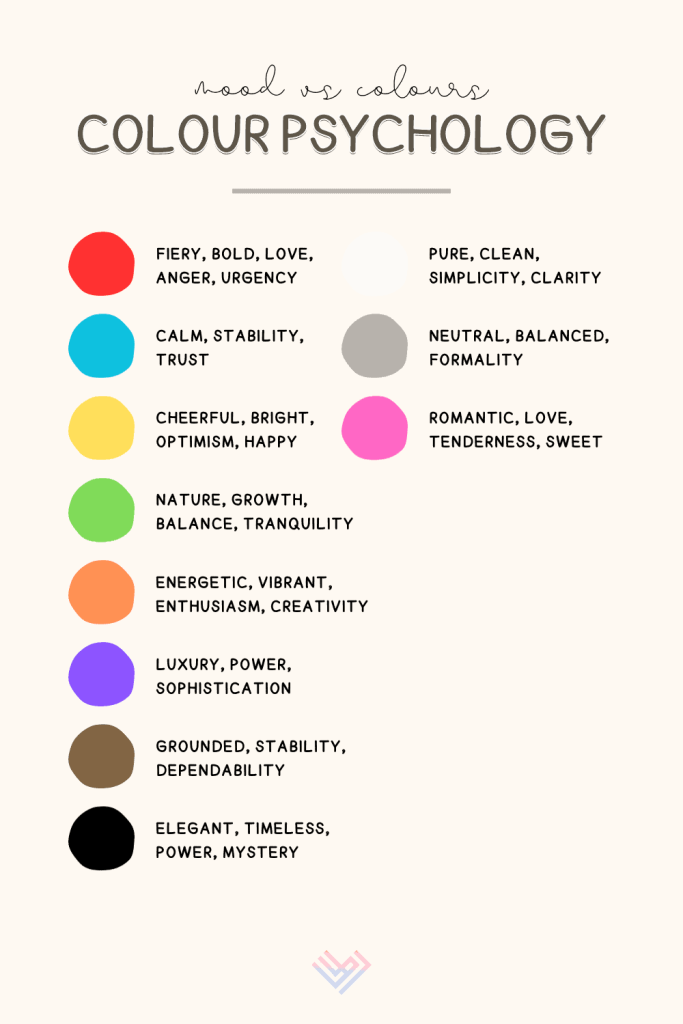 mood vs colours
COLOUR PSYCHOLOGY
FIERY, BOLD, LOVE,
ANGER, URGENCY
CALM, STABILITY,
TRUST
CHEERFUL, BRIGHT,
OPTIMISM, HAPPY
NATURE, GROWTH,
BALANCE, TRANQUILITY
ENERGETIC, VIBRANT,
ENTHUSIASM, CREATIVITY
LUXURY, POWER,
SOPHISTICATION
GROUNDED, STABILITY,
DEPENDABILITY
ELEGANT, TIMELESS,
POWER, MYSTERY
PURE, CLEAN,
SIMPLICITY, CLARITY
NEUTRAL, BALANCED,
FORMALITY
ROMANTIC, LOVE,
TENDERNESS, SWEET